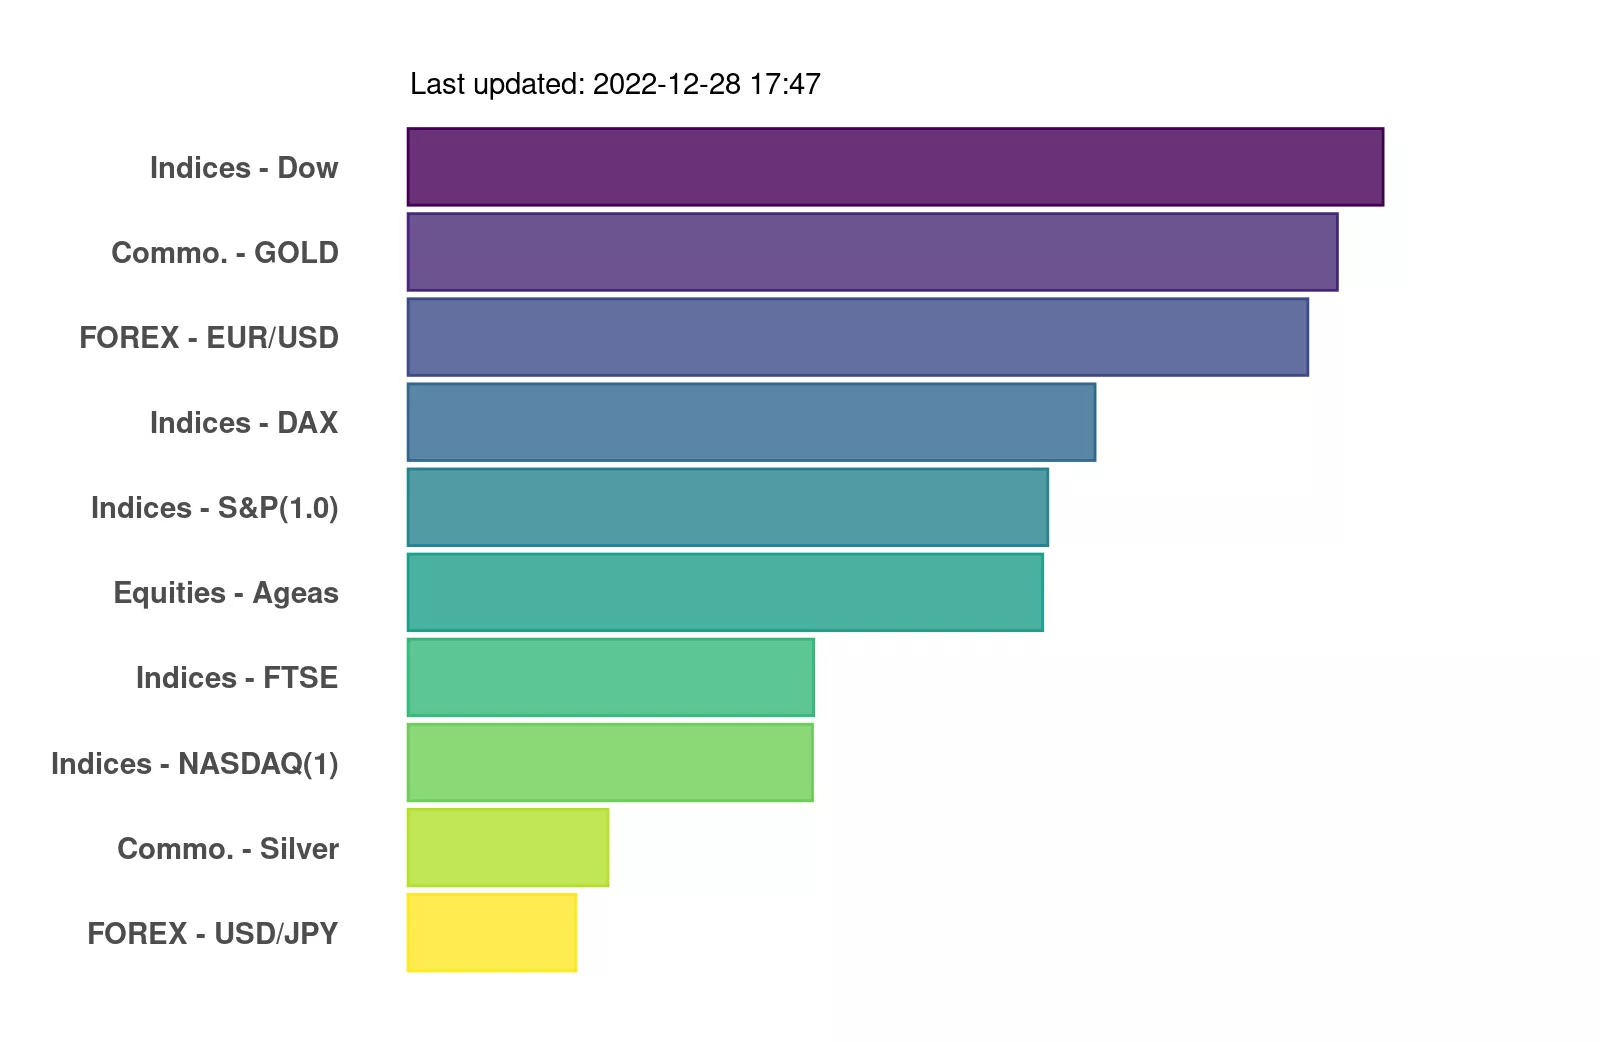 Last updated: 2022-12-28 17:47
Indices - Dow
Commo. - GOLD
FOREX - EUR/USD
Indices - DAX
Indices - S&P(1.0)
Equities - Ageas
Indices - FTSE
Indices - NASDAQ(1)
Commo. - Silver
FOREX - USD/JPY